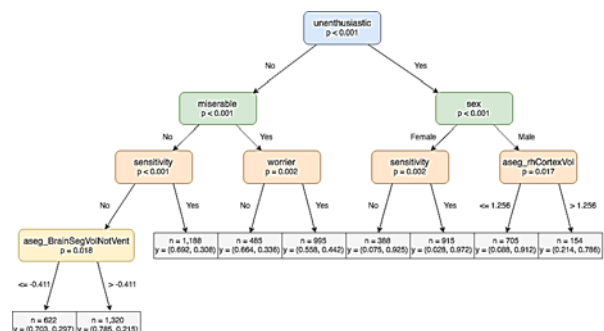 unenthusiastic
p < 0.001
No
Yes
miserable
p < 0.001
sex
p < 0.001
No
Yes
Female
Male
sensitivity
p < 0.001
worrier
p = 0.002
sensitivity
p = 0.002
aseg_rhCortexVol
p = 0.017
No
Yes
No
Yes
No
Yes
<= 1.256
> 1.256
aseg_BrainSegVolNotVent
p = 0.018
n = 1,188
y = (0.692, 0.308)
n = 485
y = (0.664, 0.336)
n = 995
y = (0.558, 0.442)
n = 388
y = (0.075, 0.925)
n = 915
y = (0.028, 0.972)
n = 705
y = (0.088, 0.912)
n = 154
y = (0.214, 0.786)
<= -0.411
> -0.411
n = 622
y = (0.703, 0.297)
n = 1,320
y = (0.785, 0.215)